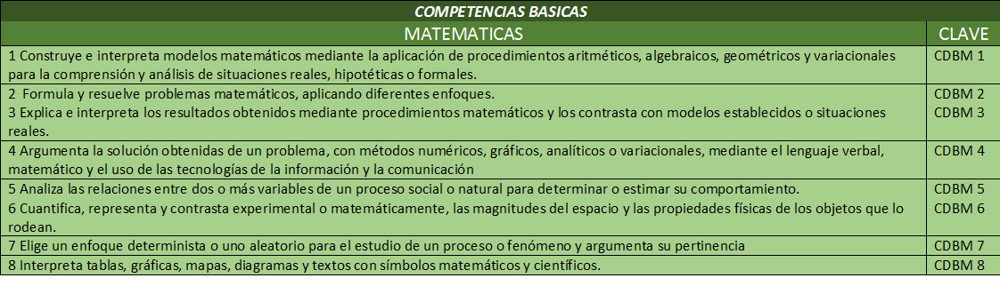 COMPETENCIAS BASICAS
MATEMATICAS CLAVE
1 Construye e interpreta modelos matemáticos mediante la aplicación de procedimientos aritméticos, algebraicos, geométricos y variacionales CDBM 1
para la comprensión y análisis de situaciones reales, hipotéticas o formales.
2 Formula y resuelve problemas matemáticos, aplicando diferentes enfoques. CDBM 2
3 Explica e interpreta los resultados obtenidos mediante procedimientos matemáticos y los contrasta con modelos establecidos o situaciones CDBM 3
reales.
4 Argumenta la solución obtenidas de un problema, con métodos numéricos, gráficos, analíticos o variacionales, mediante el lenguaje verbal, CDBM 4
matemático y el uso de las tecnologías de la información y la comunicación
5 Analiza las relaciones entre dos o más variables de un proceso social o natural para determinar o estimar su comportamiento. CDBM 5
6 Cuantifica, representa y contrasta experimental o matemáticamente, las magnitudes del espacio y las propiedades físicas de los objetos que lo CDBM 6
rodean.
7 Elige un enfoque determinista o uno aleatorio para el estudio de un proceso o fenómeno y argumenta su pertinencia CDBM 7
8 Interpreta tablas, gráficas, mapas, diagramas y textos con símbolos matemáticos y científicos. CDBM 8